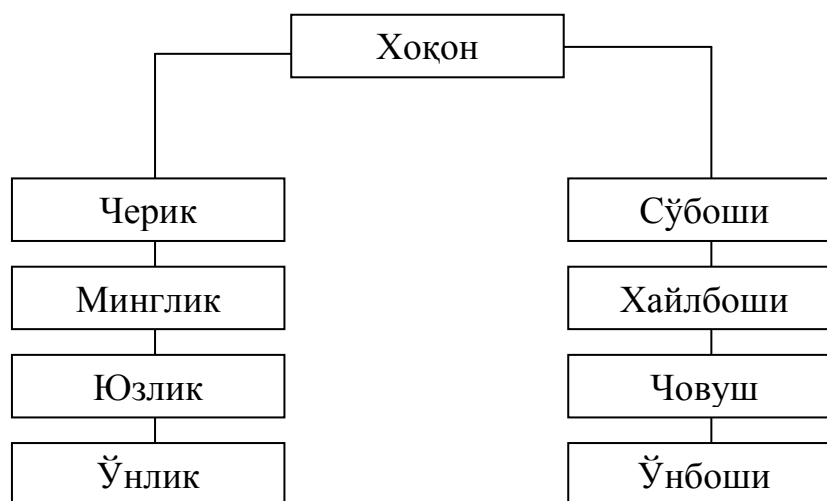 Хоқон
Черик
Сўбоши
Минглик
Хайлбоши
Юзлик
Човуш
Ўнлик
Ўнбоши